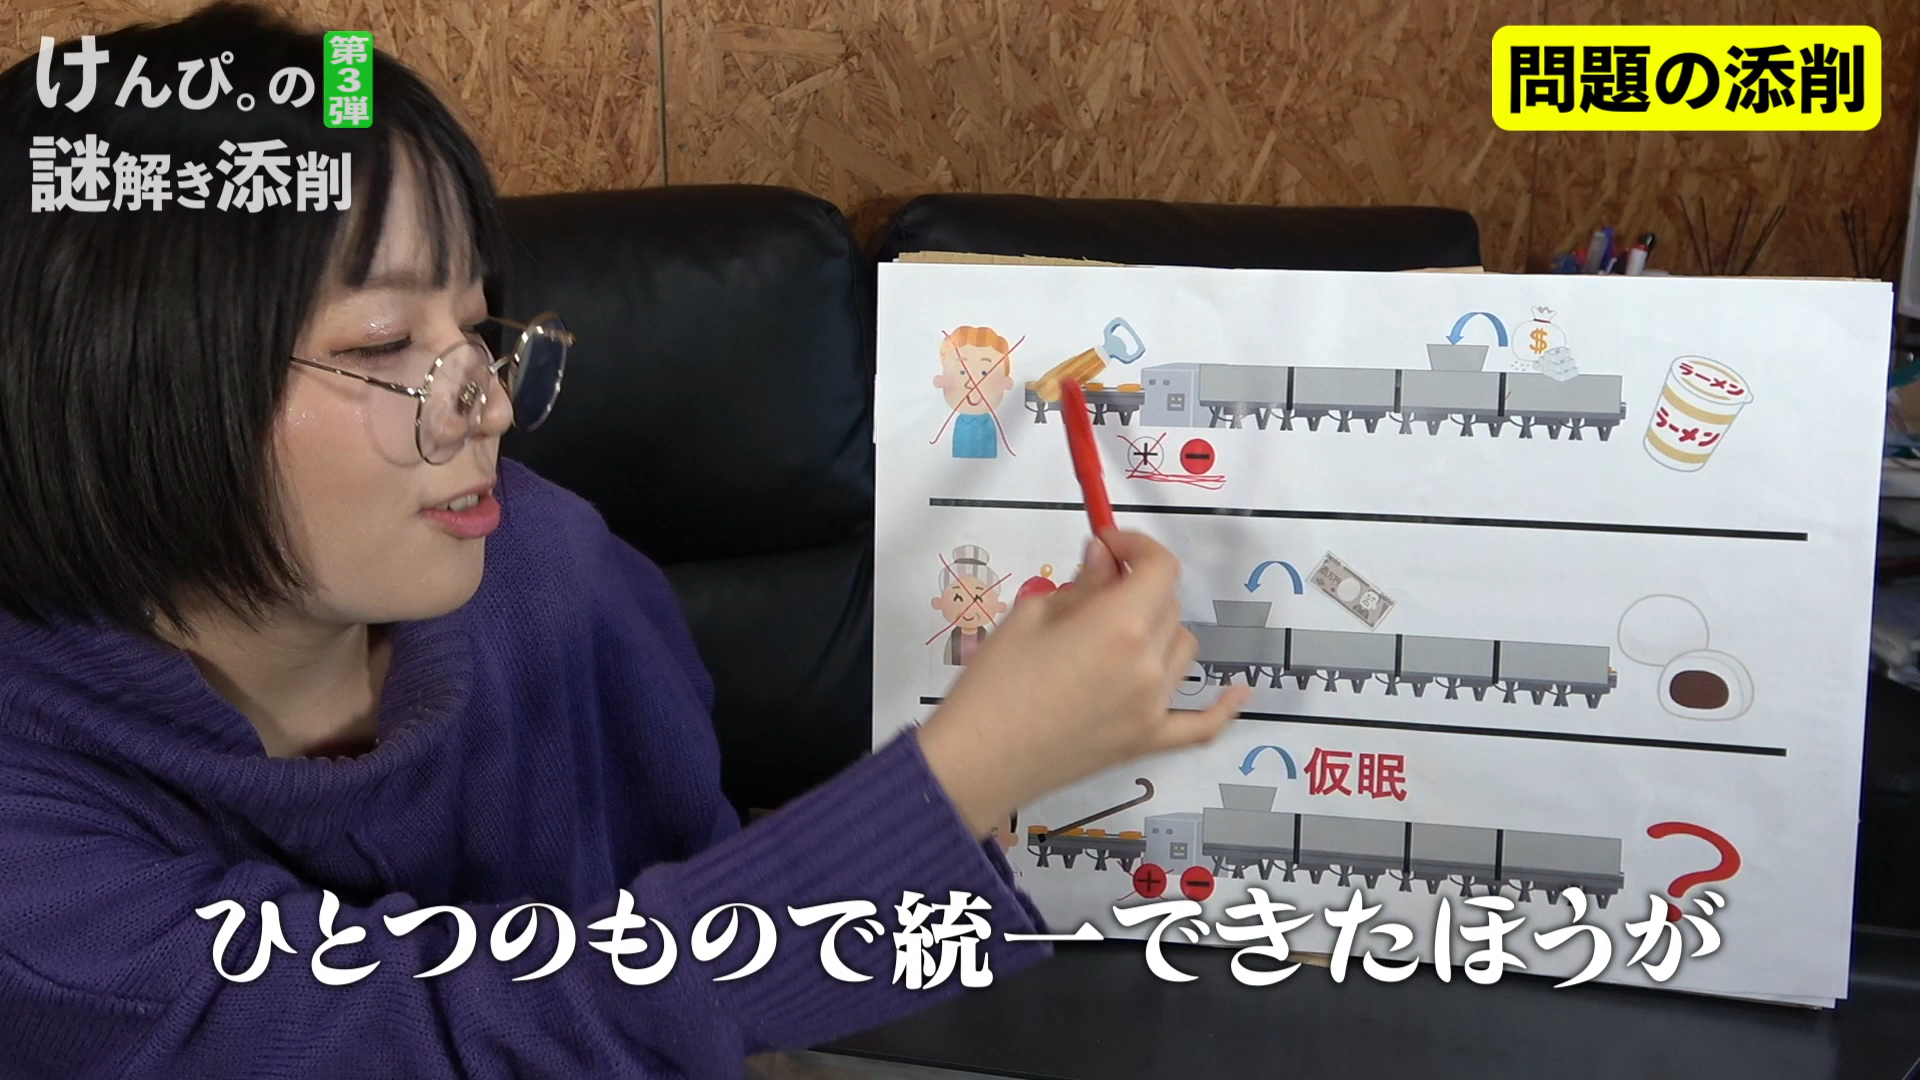 けんぴ。の
第3弾
謎解き添削
問題の添削
$
ラーメン
ラーメン
仮眠
?
ひとつのもので統一できたほうが